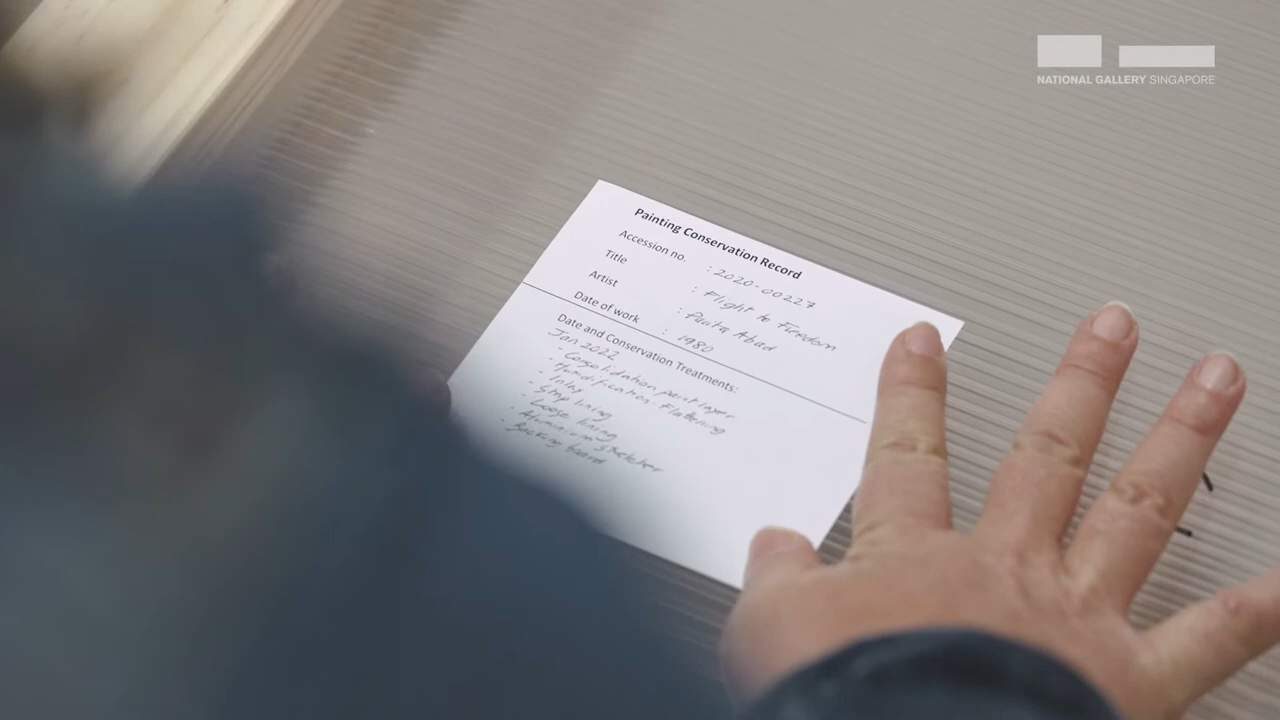 NATIONAL GALLERY SINGAPORE
Painting Conservation Record
Accession no. : 2020-00227
Title : Flight to Freedom
Artist : Pacita Abad
Date of work : 1980
Date and Conservation Treatments:
Jan 2022
- Consolidation paint layer
- Humidification - Flattening
- Inlay
- Strip lining
- Loose lining
- Aluminium stretcher
- Backing board